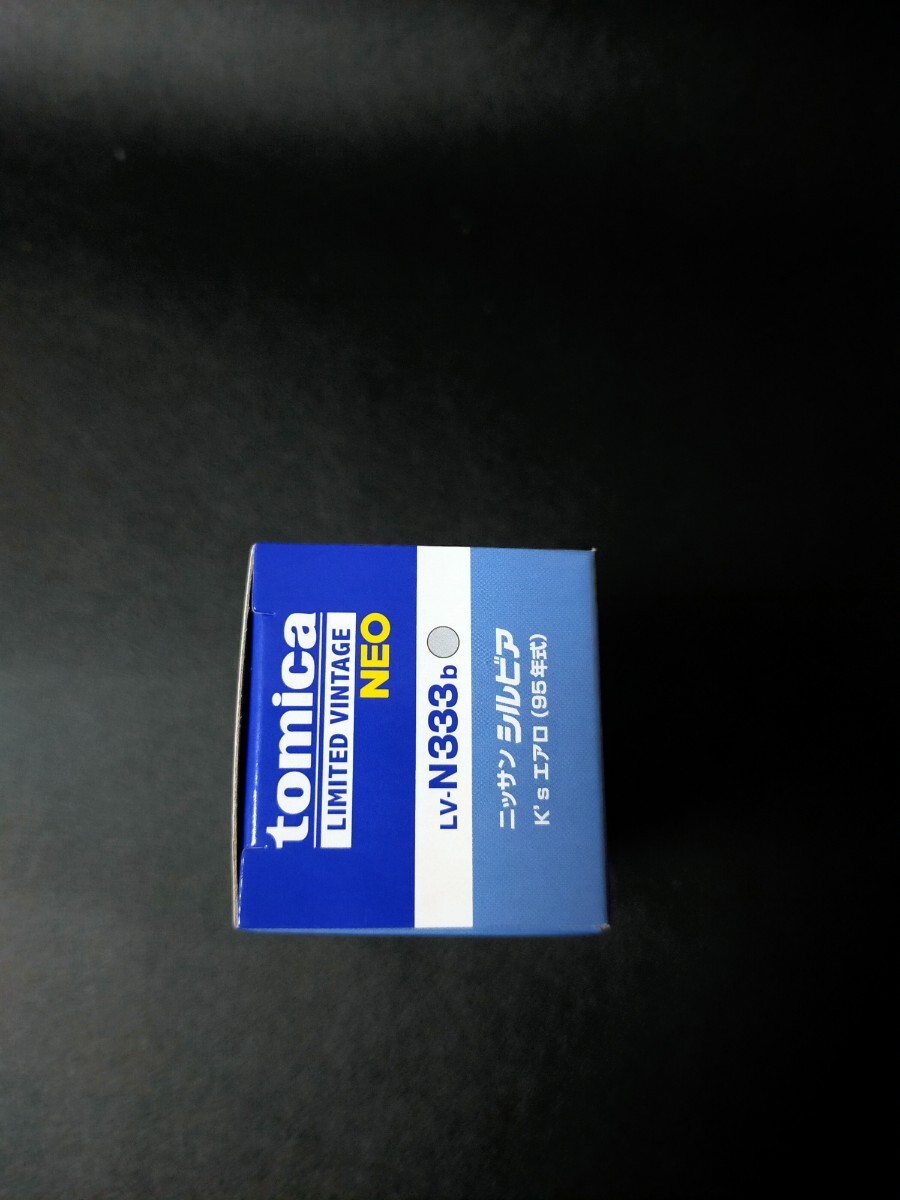 tomica
LIMITED VINTAGE
NEO
LV-N333b
ニッサン シルビア
K's エアロ (95年式)